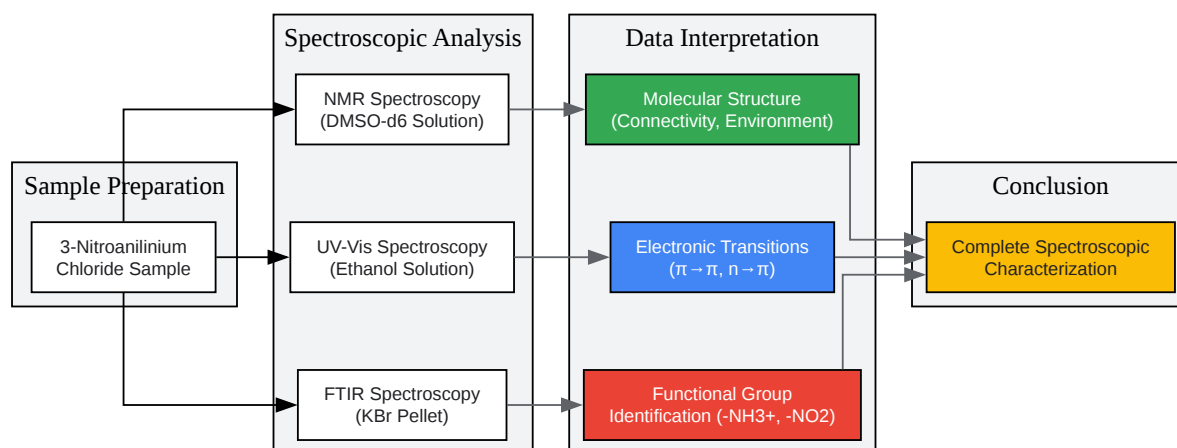 Spectroscopic Analysis
Data Interpretation
NMR Spectroscopy
(DMSO-d6 Solution)
Molecular Structure
(Connectivity, Environment)
Sample Preparation
Conclusion
3-Nitroanilinium
Chloride Sample
UV-Vis Spectroscopy
(Ethanol Solution)
Electronic Transitions
(π→π, n→π)
Complete Spectroscopic
Characterization
FTIR Spectroscopy
(KBr Pellet)
Functional Group
Identification (-NH3+, -NO2)